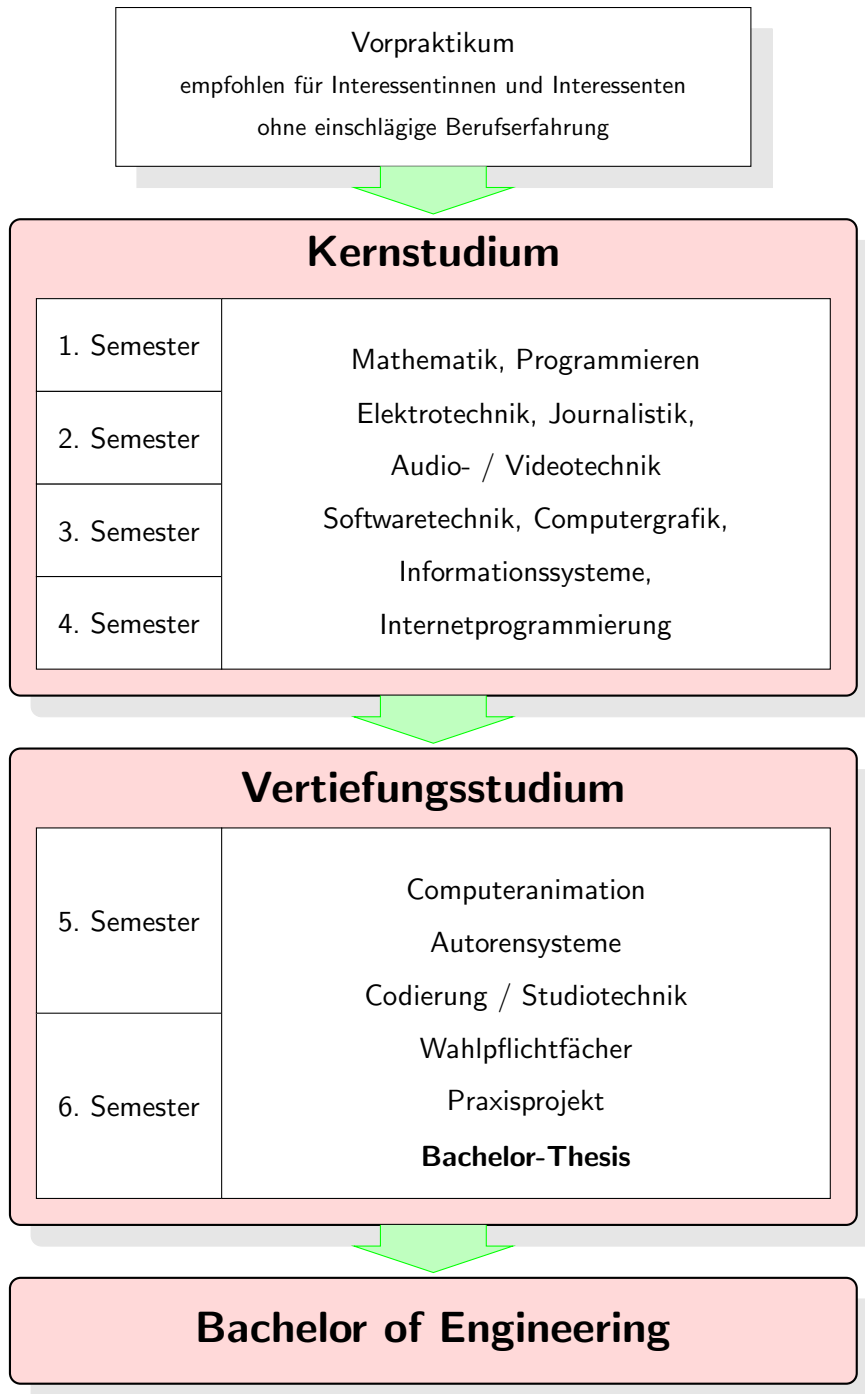 Vorpraktikum
empfohlen für Interessentinnen und Interessenten
ohne einschlägige Berufserfahrung
Kernstudium
1. Semester
2. Semester
3. Semester
4. Semester
Mathematik, Programmieren
Elektrotechnik, Journalistik,
Audio- / Videotechnik
Softwaretechnik, Computergrafik,
Informationssysteme,
Internetprogrammierung
Vertiefungsstudium
5. Semester
6. Semester
Computeranimation
Autorensysteme
Codierung / Studiotechnik
Wahlpflichtfächer
Praxisprojekt
Bachelor-Thesis
Bachelor of Engineering